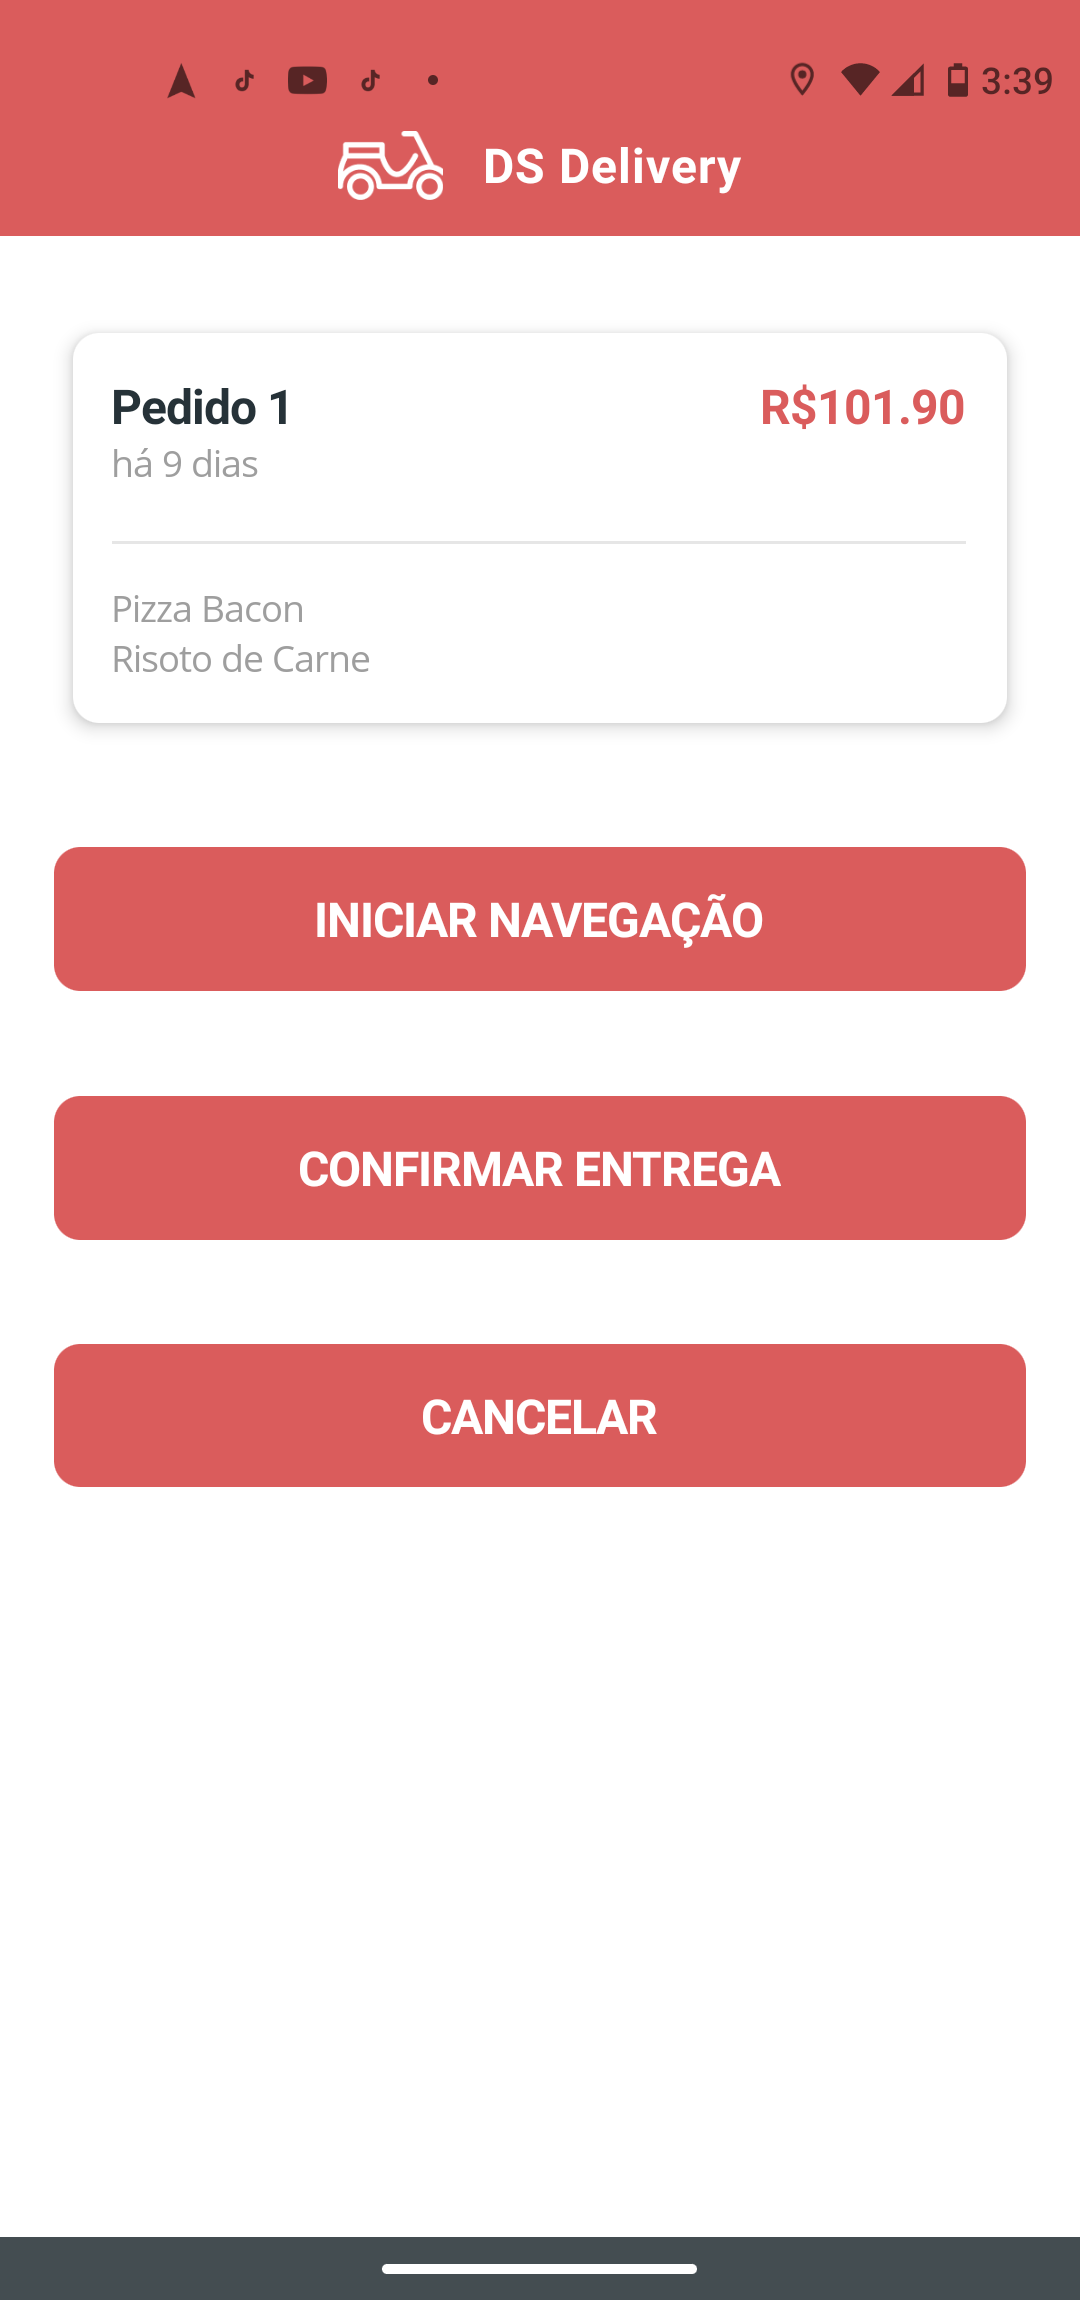 3:39
DS Delivery
Pedido 1
R$101.90
há 9 dias
Pizza Bacon
Risoto de Carne
INICIAR NAVEGAÇÃO
CONFIRMAR ENTREGA
CANCELAR